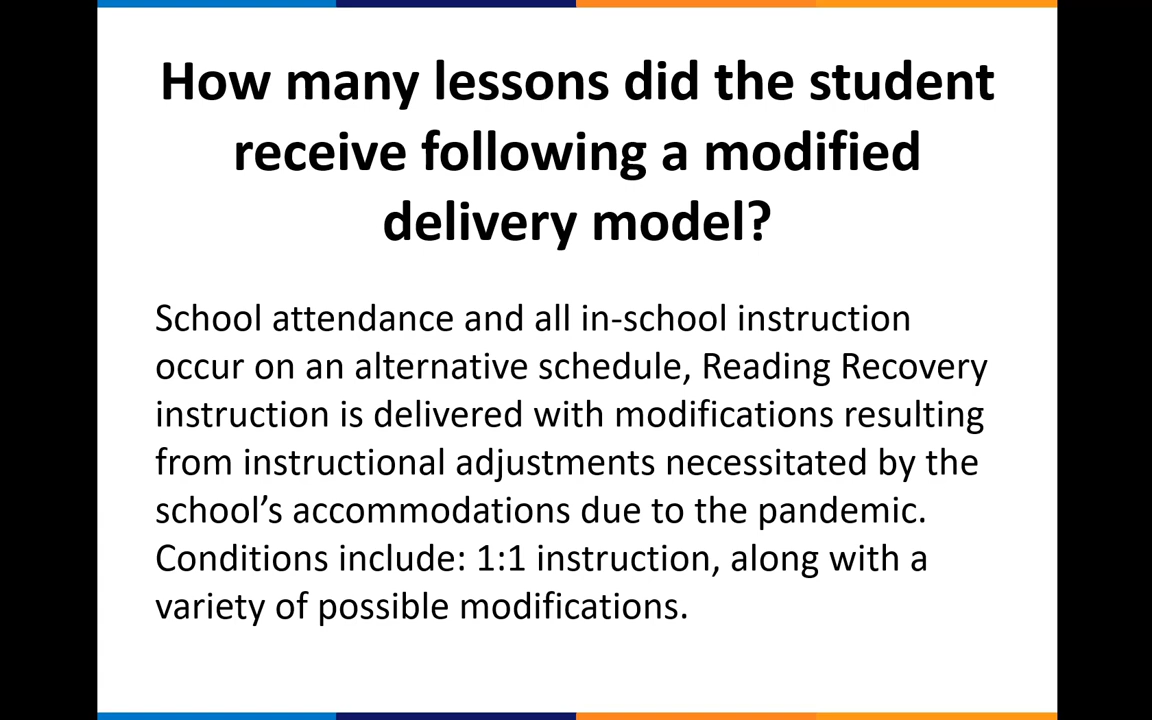 How many lessons did the student
receive following a modified
delivery model?
School attendance and all in-school instruction
occur on an alternative schedule, Reading Recovery
instruction is delivered with modifications resulting
from instructional adjustments necessitated by the
school’s accommodations due to the pandemic.
Conditions include: 1:1 instruction, along with a
variety of possible modifications.